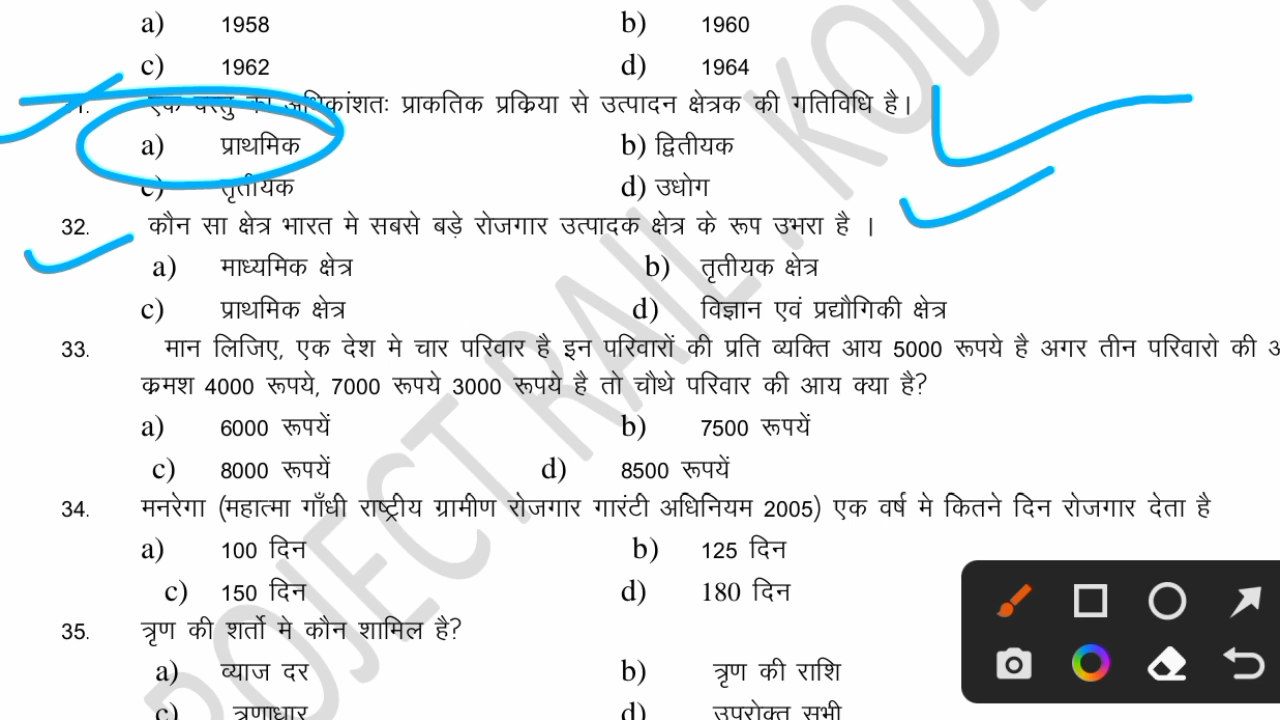 a) 1958 b) 1960
c) 1962 d) 1964
एक वस्तु का अधिकांशतः प्राकतिक प्रक्रिया से उत्पादन क्षेत्रक की गतिविधि है।
a) प्राथमिक b) द्वितीयक
c) तृतीयक d) उधोग
32. कौन सा क्षेत्र भारत मे सबसे बड़े रोजगार उत्पादक क्षेत्र के रूप उभरा है ।
a) माध्यमिक क्षेत्र b) तृतीयक क्षेत्र
c) प्राथमिक क्षेत्र d) विज्ञान एवं प्रद्यौगिकी क्षेत्र
33. मान लिजिए, एक देश मे चार परिवार है इन परिवारों की प्रति व्यक्ति आय 5000 रूपये है अगर तीन परिवारो की
क्रमश 4000 रूपये, 7000 रूपये 3000 रूपये है तो चौथे परिवार की आय क्या है?
a) 6000 रूपयें b) 7500 रूपयें
c) 8000 रूपयें d) 8500 रूपयें
34. मनरेगा (महात्मा गाँधी राष्ट्रीय ग्रामीण रोजगार गारंटी अधिनियम 2005) एक वर्ष मे कितने दिन रोजगार देता है
a) 100 दिन b) 125 दिन
c) 150 दिन d) 180 दिन
35. त्रृण की शर्तो मे कौन शामिल है?
a) व्याज दर b) त्रृण की राशि
c) त्रृणाधार d) उपरोक्त सभी
PROJECT RAIL